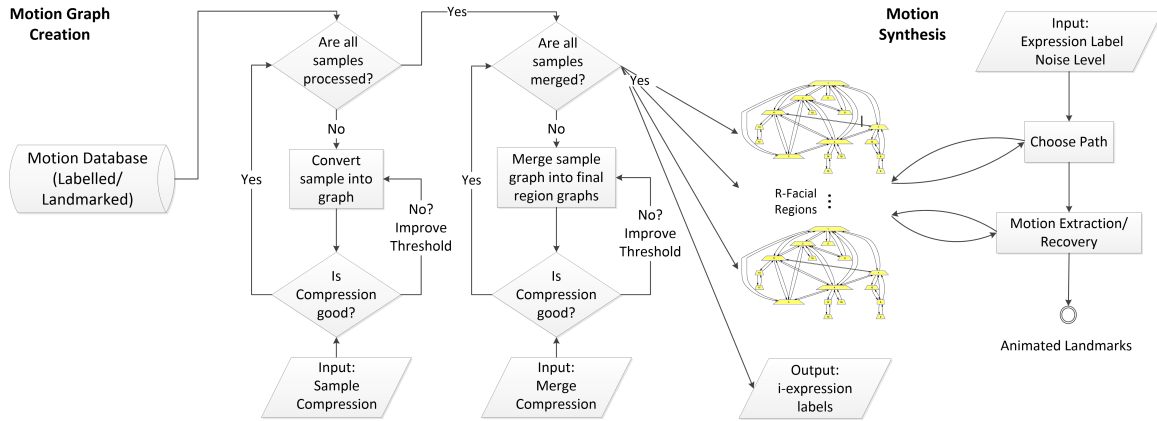 Motion Graph
Creation
Motion Database
(Labelled/
Landmarked)
Are all
samples
processed?
Yes
No
Convert
sample into
graph
Yes
No?
Improve
Threshold
Is
Compression
good?
Input:
Sample
Compression
Are all
samples
merged?
Yes
No
Merge sample
graph into final
region graphs
Yes
No?
Improve
Threshold
Is
Compression
good?
Input:
Merge
Compression
R-Facial
Regions
Output:
i-expression
labels
Motion
Synthesis
Input:
Expression Label
Noise Level
Choose Path
Motion Extraction/
Recovery
Animated Landmarks